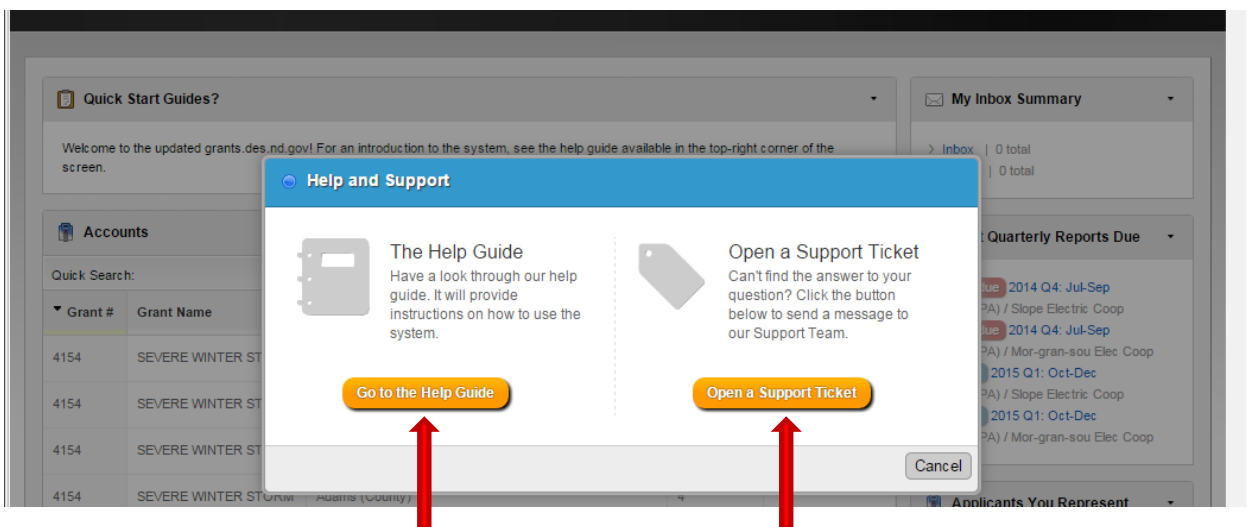 Quick Start Guides?
Welcome to the updated grants.des.nd.gov! For an introduction to the system, see the help guide available in the top-right corner of the
screen.
My Inbox Summary
Inbox | 0 total
| 0 total
Help and Support
The Help Guide
Have a look through our help
guide. It will provide
instructions on how to use the
system.
Go to the Help Guide
Open a Support Ticket
Can't find the answer to your
question? Click the button
below to send a message to
our Support Team.
Open a Support Ticket
Cancel
Accounts
Quick Search:
Grant # Grant Name
4154 SEVERE WINTER ST
4154 SEVERE WINTER ST
4154 SEVERE WINTER ST
4154 SEVERE WINTER STORM Adams (County) 4
Quarterly Reports Due
2014 Q4: Jul-Sep
PA) / Slope Electric Coop
2014 Q4: Jul-Sep
PA) / Mor-gran-sou Elec Coop
2015 Q1: Oct-Dec
PA) / Slope Electric Coop
2015 Q1: Oct-Dec
PA) / Mor-gran-sou Elec Coop
Applicants You Represent